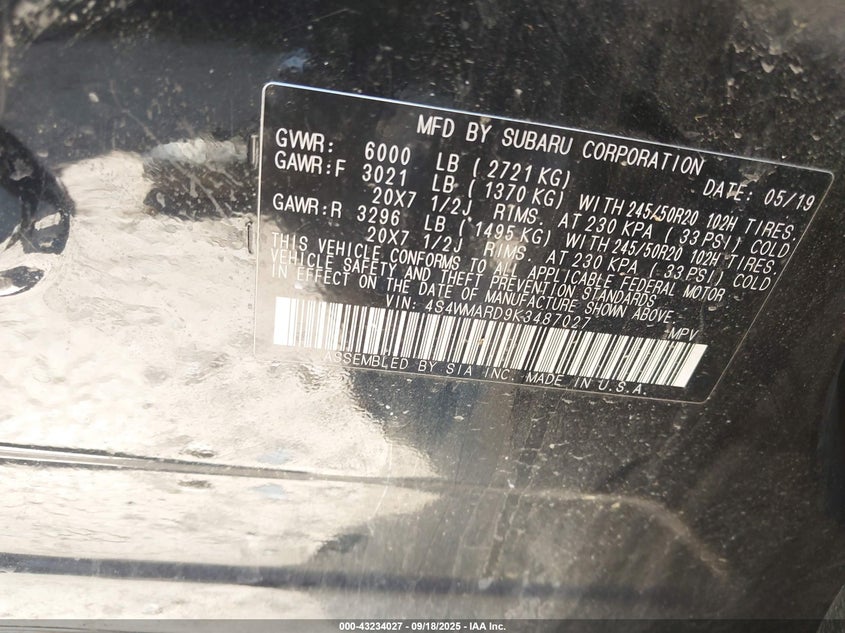 MFD BY SUBARU CORPORATION
DATE: 05/19
GVWR: 6000 LB (2721KG)
GAWR:F 3021 LB (1370 KG) WITH 245/50R20 102H TIRES.
20X7 1/2J RIMS. AT 230 KPA (33 PSI) COLD
GAWR:R 3296 LB (1495 KG) WITH 245/50R20 102H TIRES.
20X7 1/2J RIMS. AT 230 KPA (33 PSI) COLD
THIS VEHICLE CONFORMS TO ALL APPLICABLE FEDERAL MOTOR
VEHICLE SAFETY AND THEFT PREVENTION STANDARDS
IN EFFECT ON THE DATE OF MANUFACTURE SHOWN ABOVE.
VIN: 4S4WMARD9K3487027
MPV
ASSEMBLED BY SIA INC. MADE IN U.S.A.
000-43234027 - 09/18/2025 - IAA Inc.